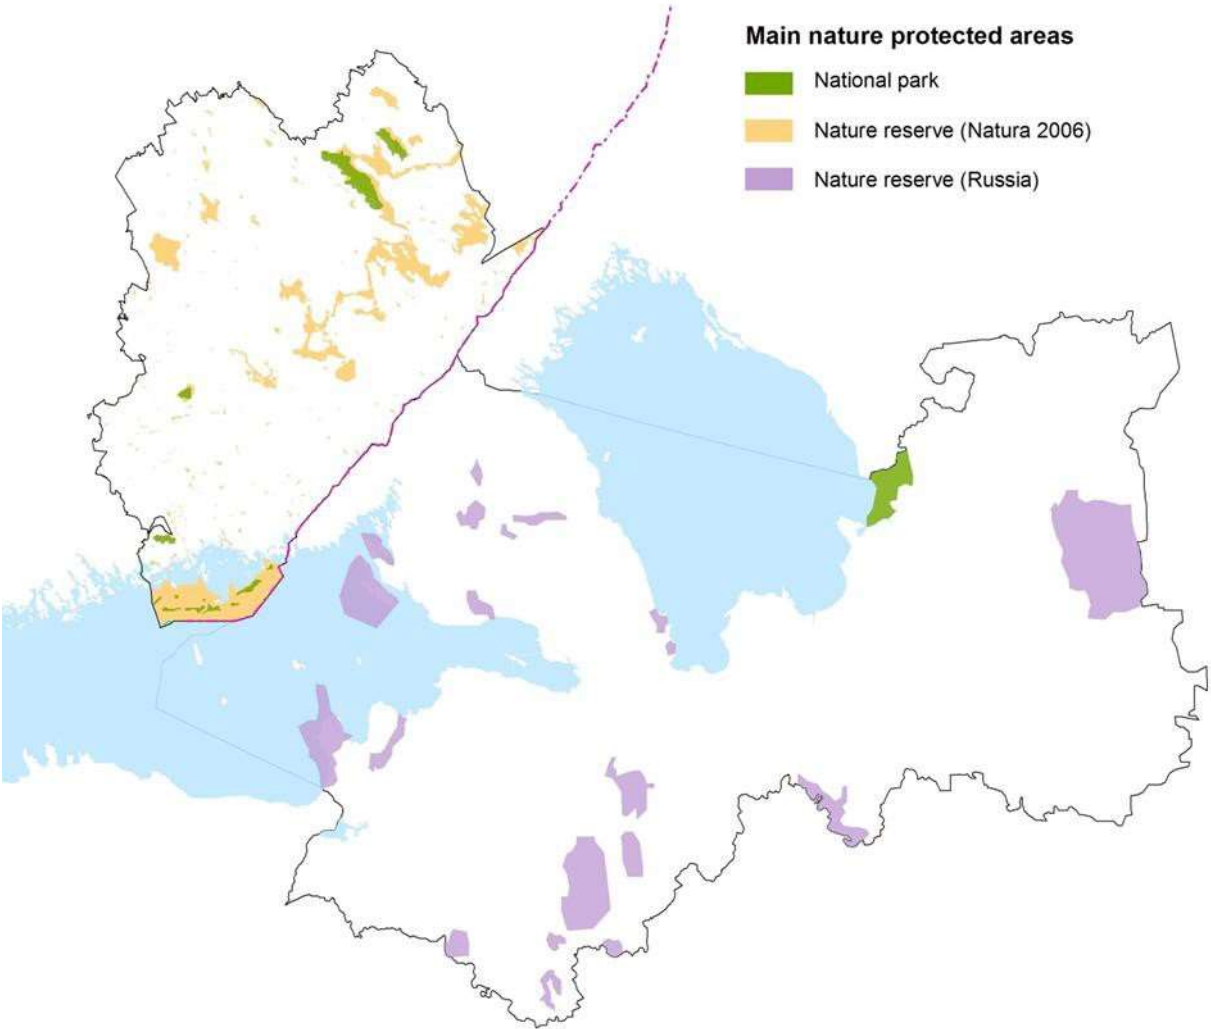 Main nature protected areas
National park
Nature reserve (Natura 2006)
Nature reserve (Russia)